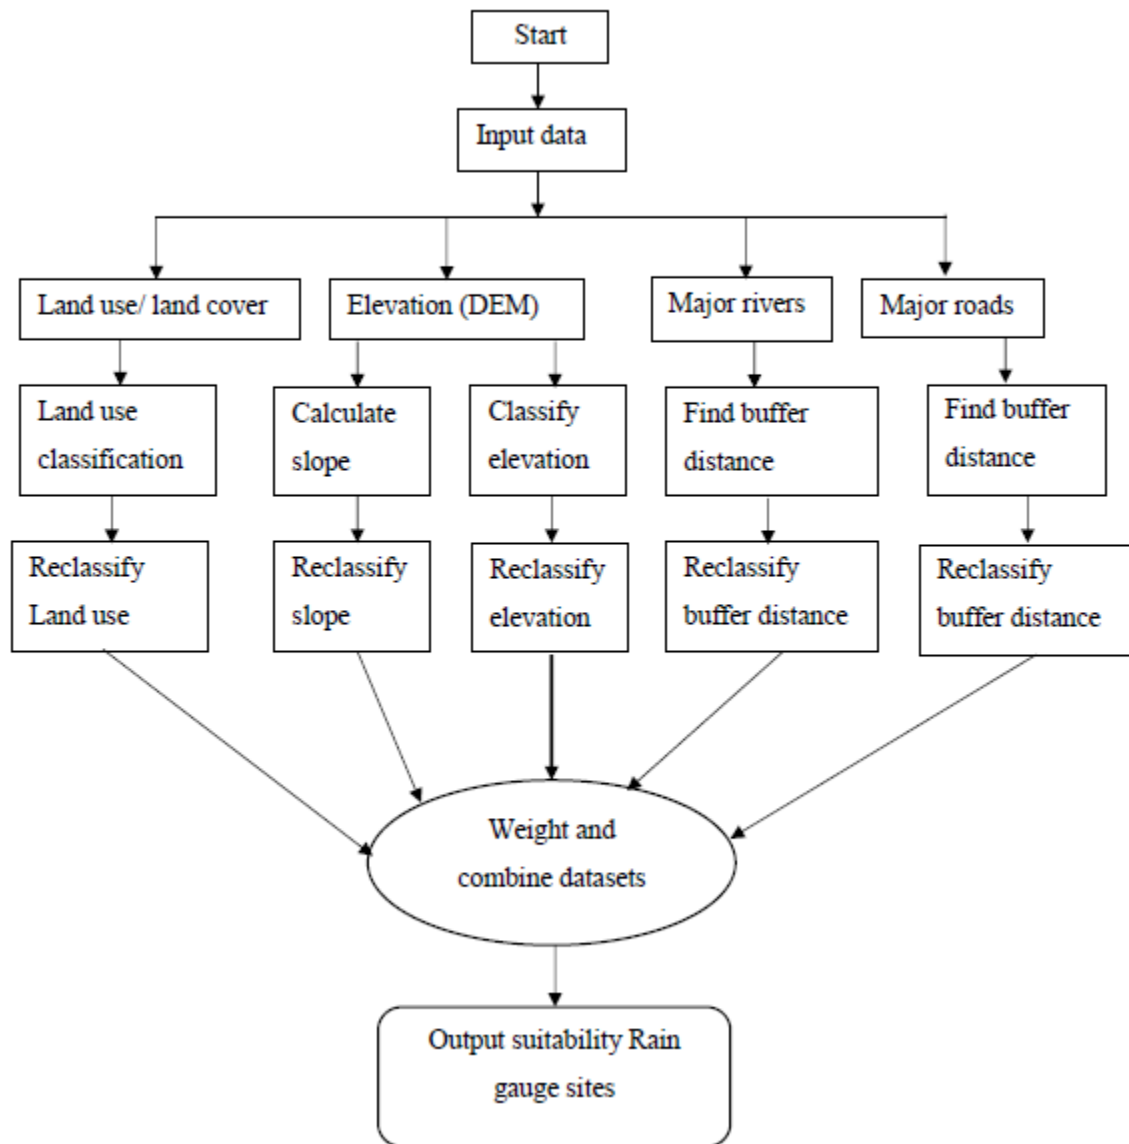 Start
Input data
Land use/ land cover
Elevation (DEM)
Major rivers
Major roads
Land use
classification
Calculate
slope
Classify
elevation
Find buffer
distance
Find buffer
distance
Reclassify
Land use
Reclassify
slope
Reclassify
elevation
Reclassify
buffer distance
Reclassify
buffer distance
Weight and
combine datasets
Output suitability Rain
gauge sites